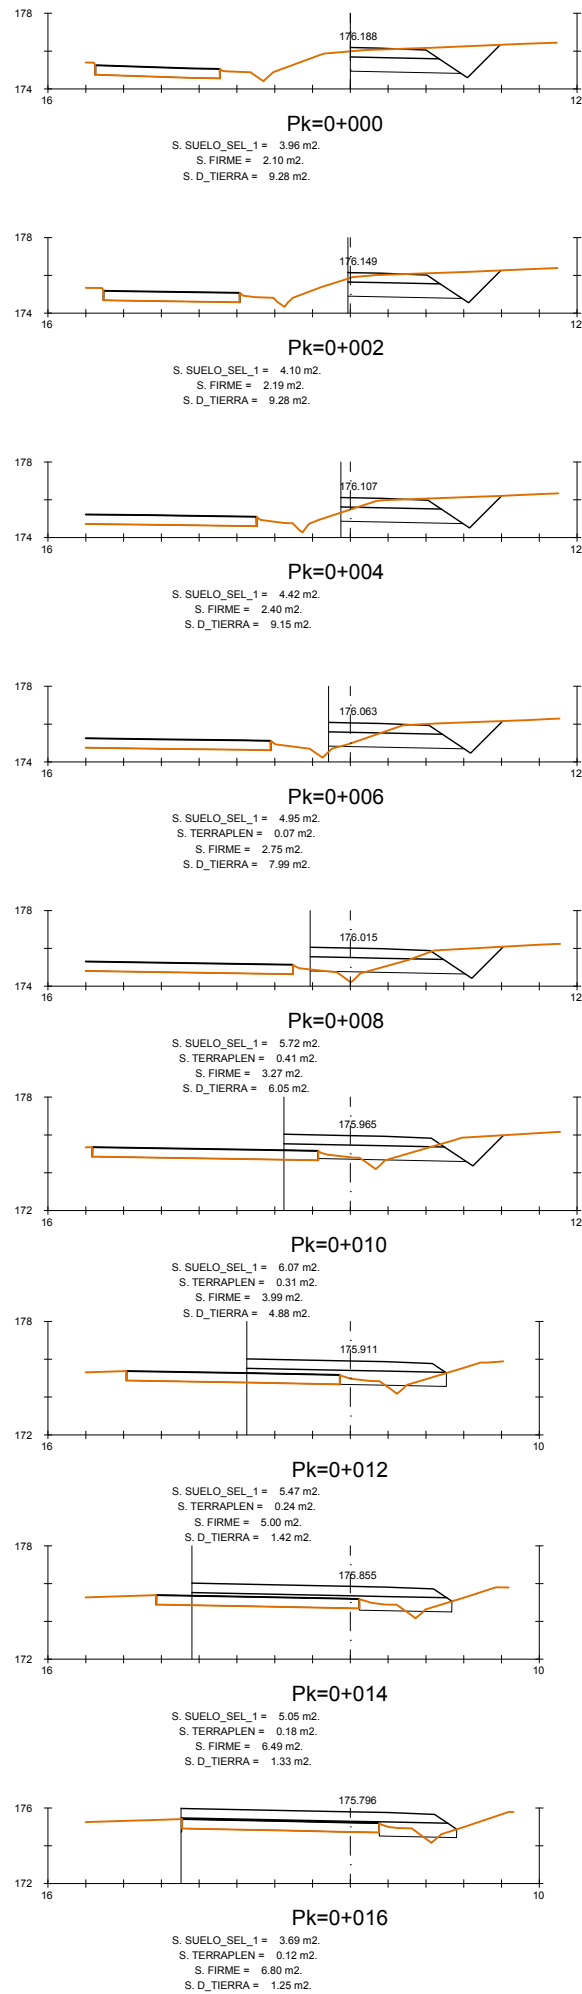 178
176.188
174
16
12
Pk=0+000
S. SUELO_SEL_1 = 3.96 m2.
S. FIRME = 2.10 m2.
S. D_TIERRA = 9.28 m2.
178
176.149
174
16
12
Pk=0+002
S. SUELO_SEL_1 = 4.10 m2.
S. FIRME = 2.19 m2.
S. D_TIERRA = 9.28 m2.
178
176.107
174
16
12
Pk=0+004
S. SUELO_SEL_1 = 4.42 m2.
S. FIRME = 2.40 m2.
S. D_TIERRA = 9.15 m2.
178
176.063
174
16
12
Pk=0+006
S. SUELO_SEL_1 = 4.95 m2.
S. TERRAPLEN = 0.07 m2.
S. FIRME = 2.75 m2.
S. D_TIERRA = 7.99 m2.
178
176.015
174
16
12
Pk=0+008
S. SUELO_SEL_1 = 5.72 m2.
S. TERRAPLEN = 0.41 m2.
S. FIRME = 3.27 m2.
S. D_TIERRA = 6.05 m2.
178
175.965
172
16
12
Pk=0+010
S. SUELO_SEL_1 = 6.07 m2.
S. TERRAPLEN = 0.31 m2.
S. FIRME = 3.99 m2.
S. D_TIERRA = 4.88 m2.
178
175.911
172
16
10
Pk=0+012
S. SUELO_SEL_1 = 5.47 m2.
S. TERRAPLEN = 0.24 m2.
S. FIRME = 5.00 m2.
S. D_TIERRA = 1.42 m2.
178
175.855
172
16
10
Pk=0+014
S. SUELO_SEL_1 = 5.05 m2.
S. TERRAPLEN = 0.18 m2.
S. FIRME = 6.49 m2.
S. D_TIERRA = 1.33 m2.
176
175.796
172
16
10
Pk=0+016
S. SUELO_SEL_1 = 3.69 m2.
S. TERRAPLEN = 0.12 m2.
S. FIRME = 6.80 m2.
S. D_TIERRA = 1.25 m2.